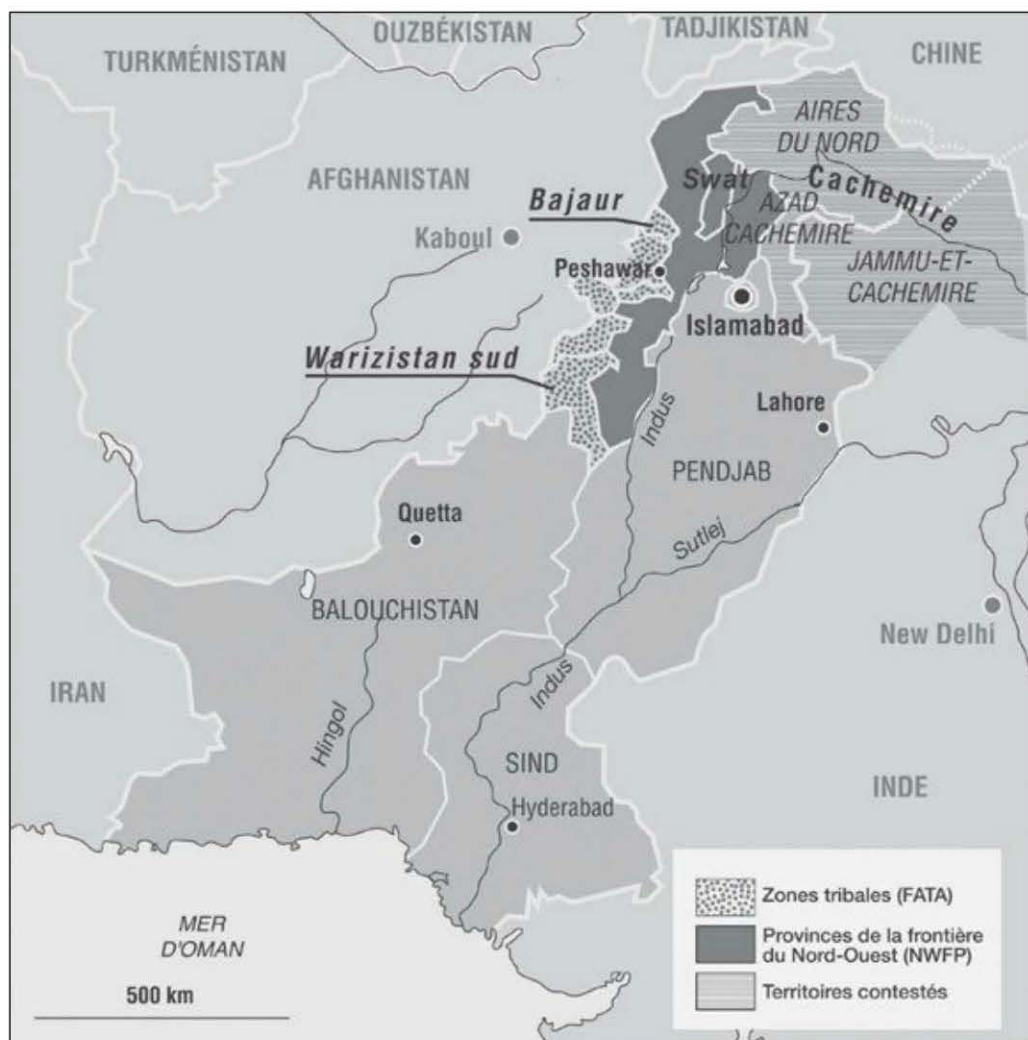 OUZBÉKISTAN
TADJIKISTAN
TURKMÉNISTAN
CHINE
AIRES
DU NORD
AFGHANISTAN
Swat
Cachemire
Bajaur
AZAD
CACHEMIRE
Kaboul
Peshawar
JAMMU-ET-
CACHEMIRE
Islamabad
Warizistan sud
Indus
Lahore
PENDJAB
Quetta
Sutlej
BALOUCHISTAN
New Delhi
IRAN
Hingol
Indus
SIND
Hyderabad
INDE
MER
D'OMAN
500 km
Zones tribales (FATA)
Provinces de la frontière
du Nord-Ouest (NWFP)
Territoires contestés